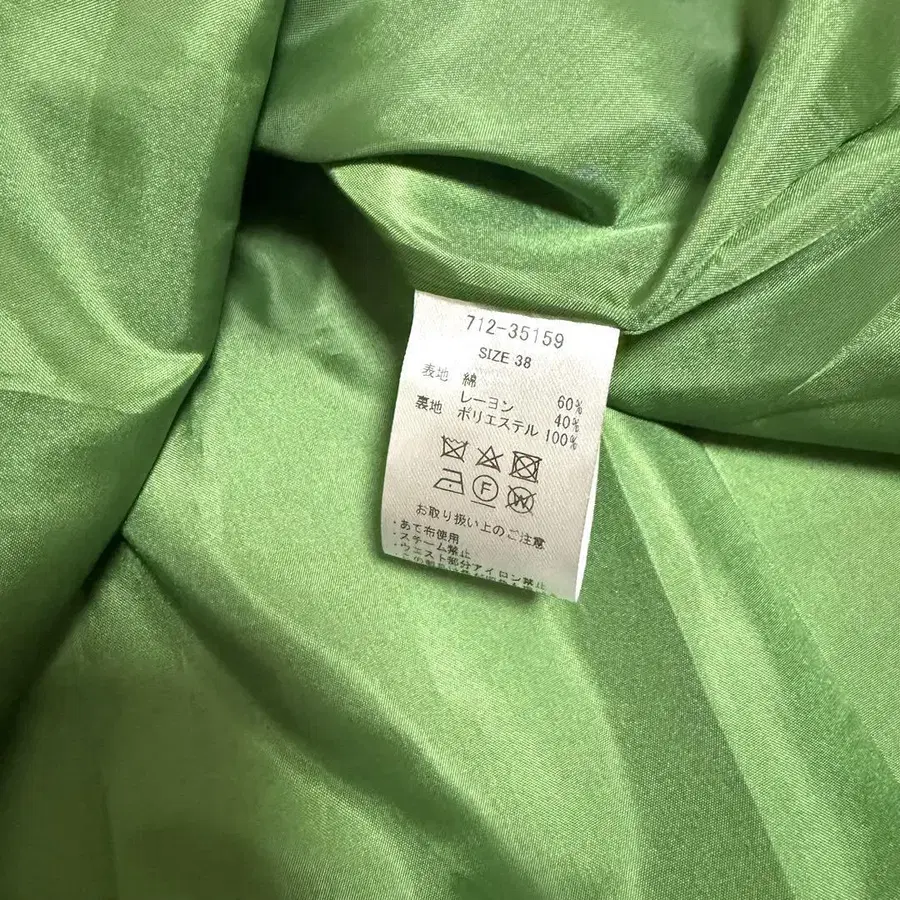 712-35159
SIZE 38
表地 綿 60%
レーヨン 40%
裏地 ポリエステル 100%
F
W
お取り扱い上のご注意
・あて布使用
・スチーム禁止
・ウエスト部分アイロン禁止